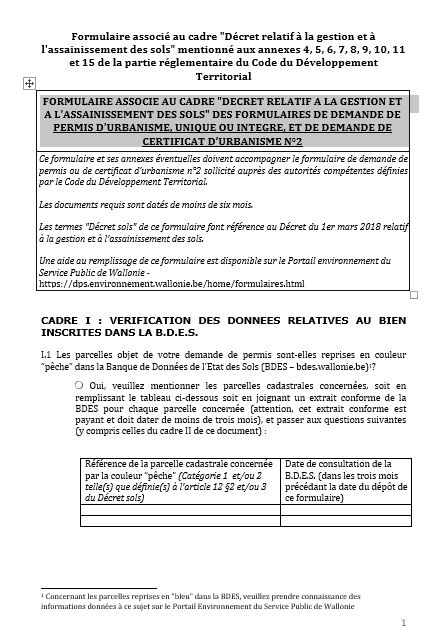 Formulaire associé au cadre "Décret relatif à la gestion et à
l'assainissement des sols" mentionné aux annexes 4, 5, 6, 7, 8, 9, 10, 11
et 15 de la partie réglementaire du Code du Développement
Territorial
FORMULAIRE ASSOCIE AU CADRE "DECRET RELATIF A LA GESTION ET
A L'ASSAINISSEMENT DES SOLS" DES FORMULAIRES DE DEMANDE DE
PERMIS D'URBANISME, UNIQUE OU INTEGRE, ET DE DEMANDE DE
CERTIFICAT D'URBANISME N°2
Ce formulaire et ses annexes éventuelles doivent accompagner le formulaire de demande de
permis ou de certificat d'urbanisme n°2 sollicité auprès des autorités compétentes définies
par le Code du Développement Territorial.
Les documents requis sont datés de moins de six mois.
Les termes "Décret sols" de ce formulaire font référence au Décret du 1er mars 2018 relatif
à la gestion et à l'assainissement des sols.
Une aide au remplissage de ce formulaire est disponible sur le Portail environnement du
Service Public de Wallonie -
https://dps.environnement.wallonie.be/home/formulaires.html
CADRE I : VERIFICATION DES DONNEES RELATIVES AU BIEN
INSCRITES DANS LA B.D.E.S.
I.1 Les parcelles objet de votre demande de permis sont-elles reprises en couleur
"pêche" dans la Banque de Données de l'Etat des Sols (BDES – bdes.wallonie.be)¹?
Oui, veuillez mentionner les parcelles cadastrales concernées, soit en
remplissant le tableau ci-dessous soit en joignant un extrait conforme de la
BDES pour chaque parcelle concernée (attention, cet extrait conforme est
payant et doit dater de moins de trois mois), et passer aux questions suivantes
(y compris celles du cadre II de ce document) :
Référence de la parcelle cadastrale concernée
par la couleur "pêche" (Catégorie 1 et/ou 2
telle(s) que définie(s) à l'article 12 §2 et/ou 3
du Décret sols)
Date de consultation de la
B.D.E.S. (dans les trois mois
précédant la date du dépôt de
ce formulaire)
¹ Concernant les parcelles reprises en "bleu" dans la BDES, veuillez prendre connaissance des
informations données à ce sujet sur le Portail Environnement du Service Public de Wallonie
1